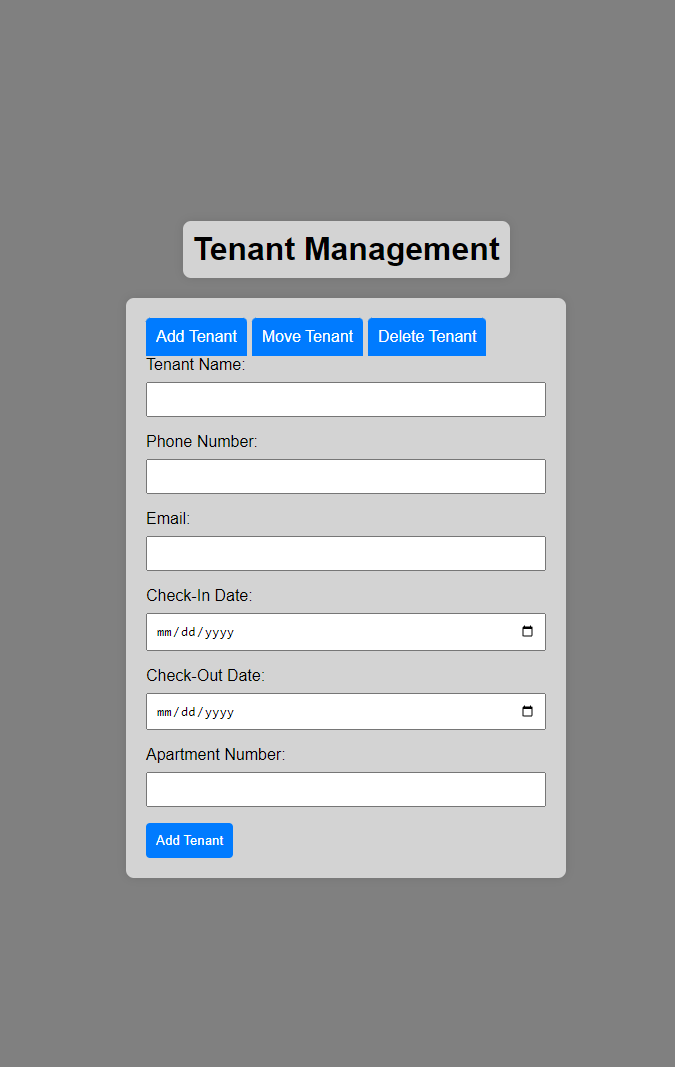 Tenant Management
Add Tenant Move Tenant Delete Tenant
Tenant Name:
Phone Number:
Email:
Check-In Date:
mm/dd/yyyy
Check-Out Date:
mm/dd/yyyy
Apartment Number:
Add Tenant